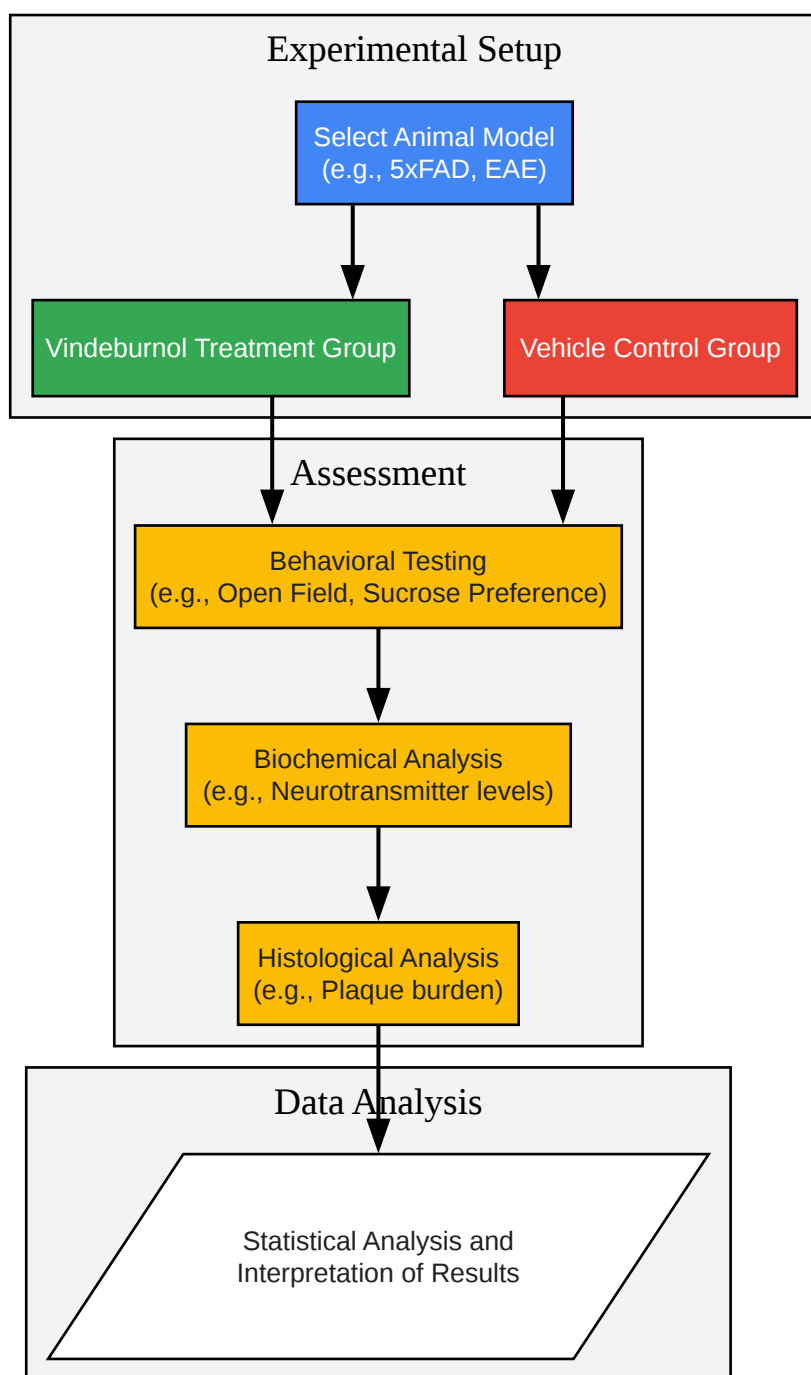 Experimental Setup
Select Animal Model
(e.g., 5xFAD, EAE)
Vindeburnol Treatment Group
Vehicle Control Group
Assessment
Behavioral Testing
(e.g., Open Field, Sucrose Preference)
Biochemical Analysis
(e.g., Neurotransmitter levels)
Histological Analysis
(e.g., Plaque burden)
Data Analysis
Statistical Analysis and
Interpretation of Results